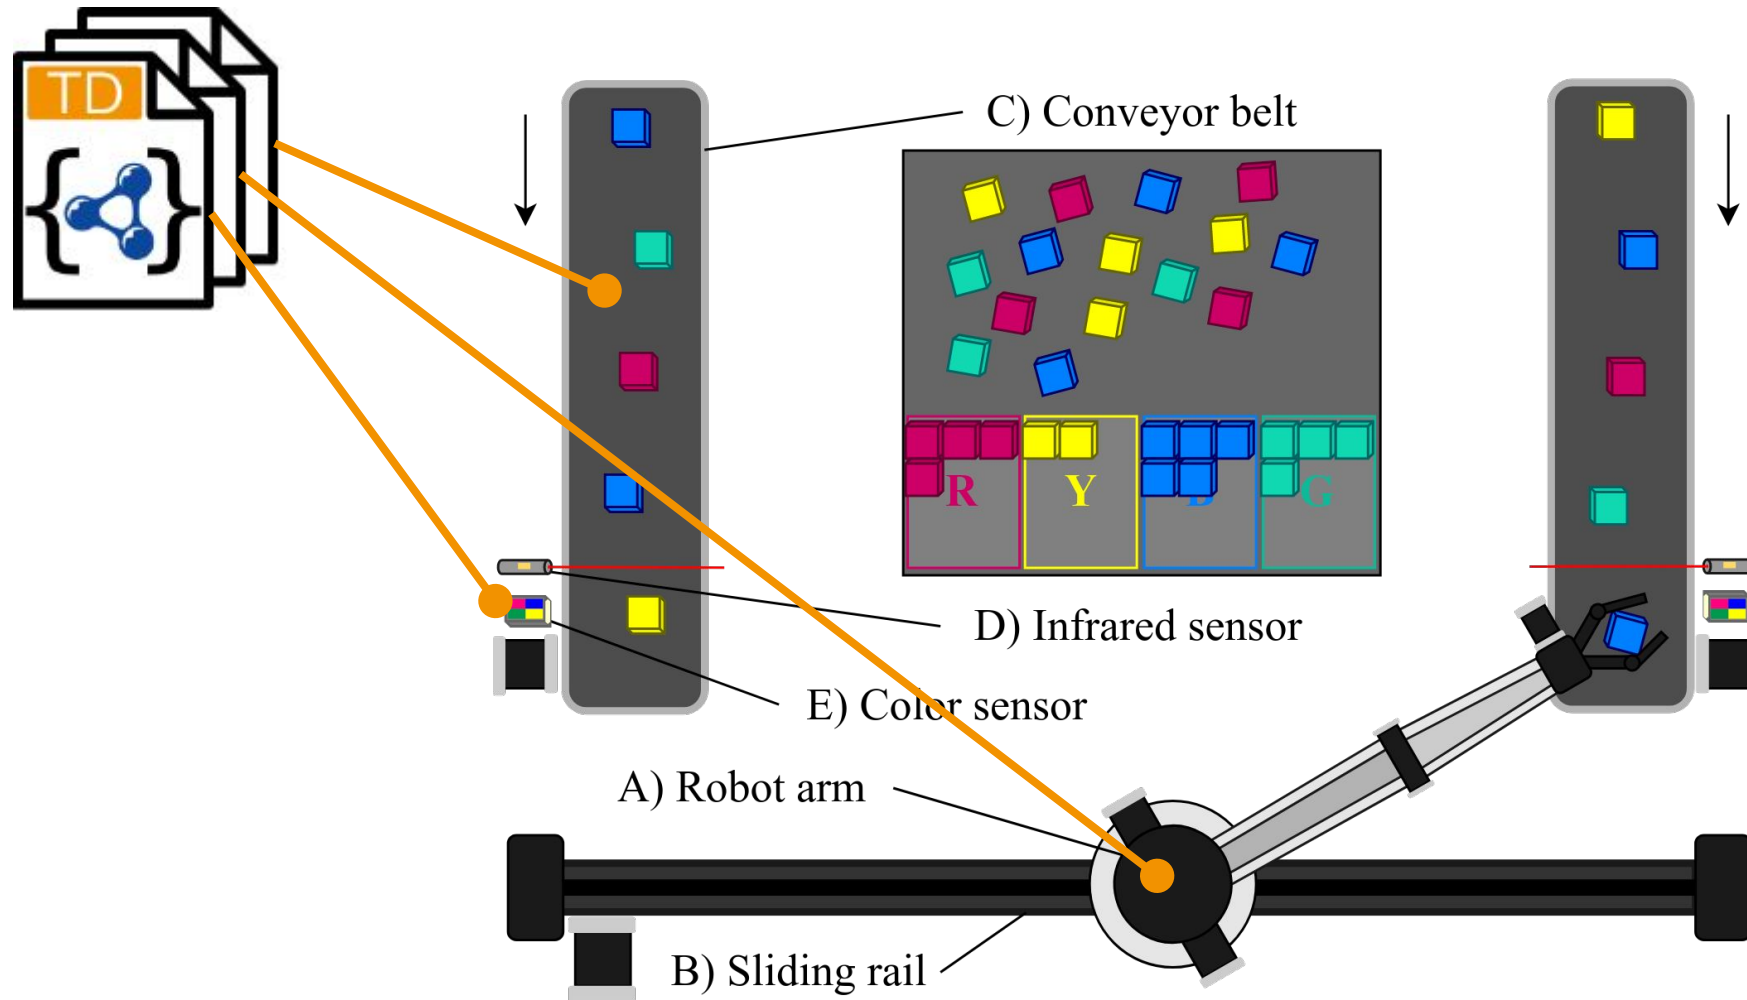 TD
{ }
C) Conveyor belt
R Y B G
D) Infrared sensor
E) Color sensor
A) Robot arm
B) Sliding rail